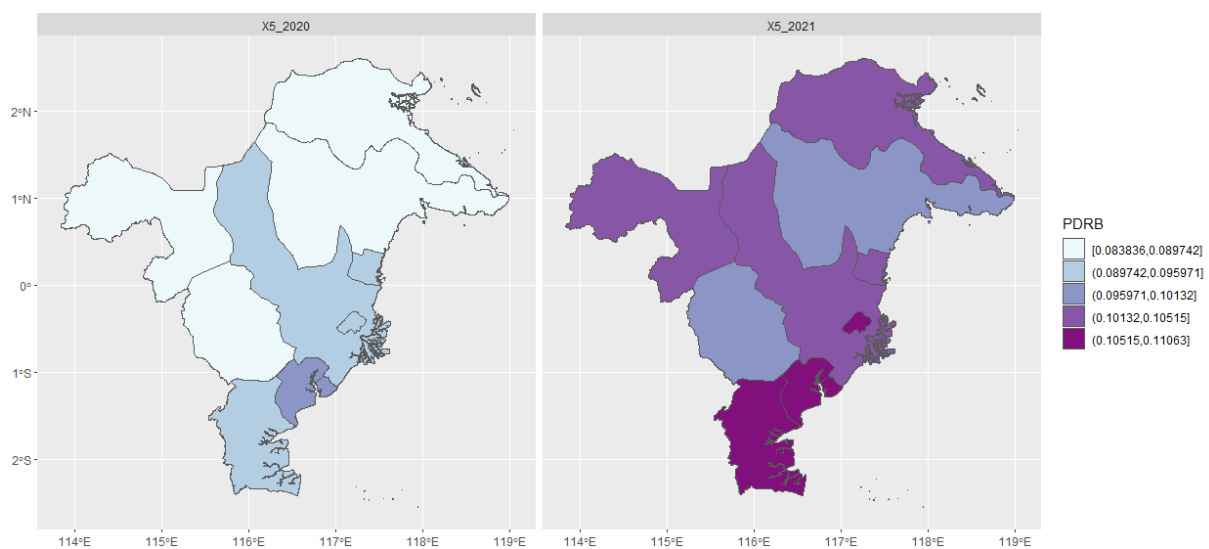 X5_2020
X5_2021
2°N
1°N
0°
1°S
2°S
114°E 115°E 116°E 117°E 118°E 119°E
114°E 115°E 116°E 117°E 118°E 119°E
PDRB
[0.083836,0.089742]
(0.089742,0.095971]
(0.095971,0.10132]
(0.10132,0.10515]
(0.10515,0.11063]